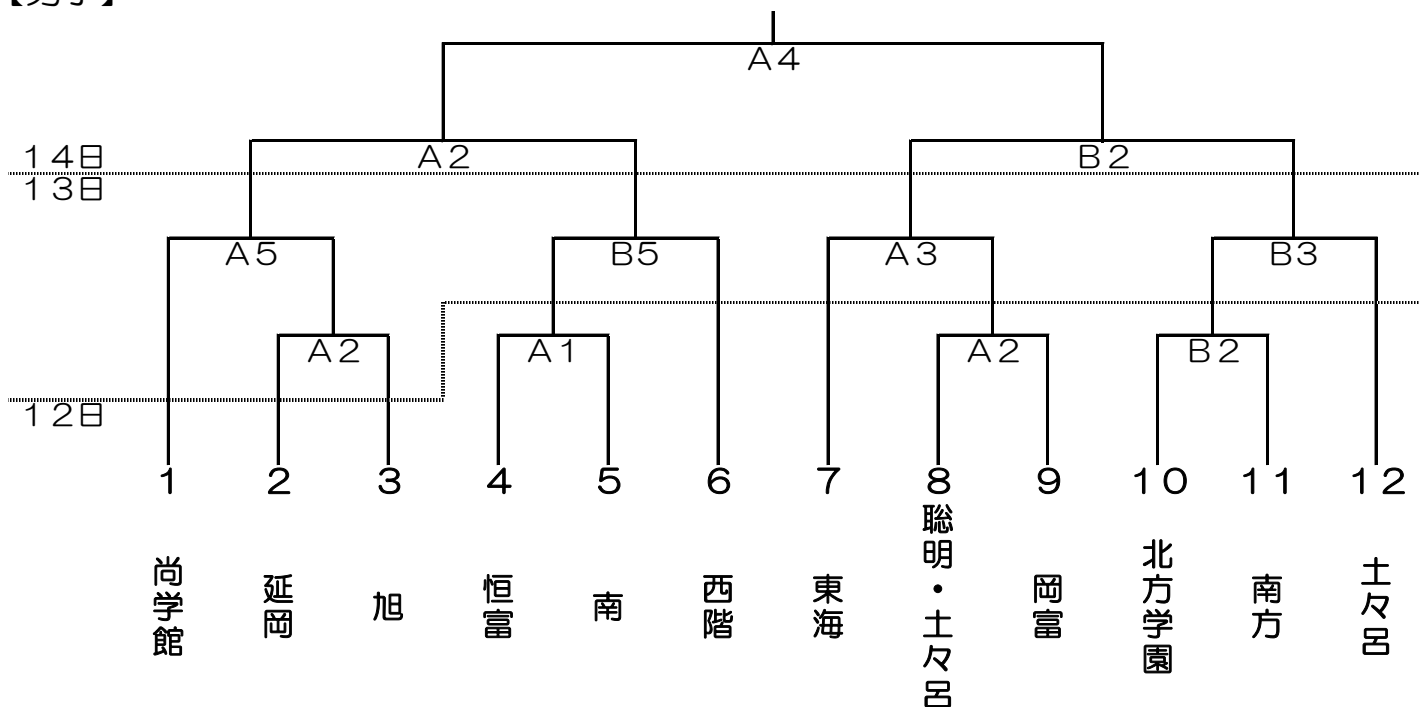 【男子】
A4
14日
A2
B2
13日
A5
B5
A3
B3
A2
A1
A2
B2
12日
1
2
3
4
5
6
7
8
9
10
11
12
尚学館
延岡
旭
恒富
南
西階
東海
聡明・土々呂
岡富
北方学園
南方
土々呂